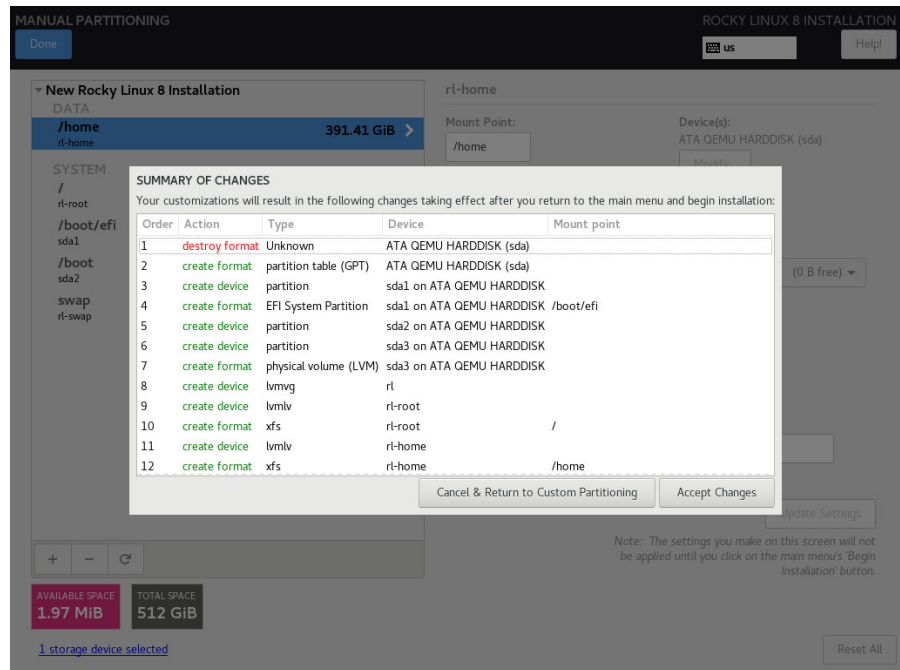 MANUAL PARTITIONING
ROCKY LINUX 8 INSTALLATION
Done
us
Help!
New Rocky Linux 8 Installation
DATA
/home
rl-home
391.41 GiB
SYSTEM
/
rl-root
/boot/efi
sda1
/boot
sda2
swap
rl-swap
rl-home
Mount Point:
/home
Device(s):
ATA QEMU HARDDISK (sda)
Modify...
(0 B free)
SUMMARY OF CHANGES
Your customizations will result in the following changes taking effect after you return to the main menu and begin installation:
Order Action Type Device Mount point
1 destroy format Unknown ATA QEMU HARDDISK (sda)
2 create format partition table (GPT) ATA QEMU HARDDISK (sda)
3 create device partition sda1 on ATA QEMU HARDDISK
4 create format EFI System Partition sda1 on ATA QEMU HARDDISK /boot/efi
5 create device partition sda2 on ATA QEMU HARDDISK
6 create device partition sda3 on ATA QEMU HARDDISK
7 create format physical volume (LVM) sda3 on ATA QEMU HARDDISK
8 create device lvmvg rl
9 create device lvmlv rl-root
10 create format xfs rl-root /
11 create device lvmlv rl-home
12 create format xfs rl-home /home
Cancel & Return to Custom Partitioning
Accept Changes
Update Settings
Note: The settings you make on this screen will not
be applied until you click on the main menu's 'Begin
Installation' button.
+ −
AVAILABLE SPACE
1.97 MiB
TOTAL SPACE
512 GiB
1 storage device selected
Reset All